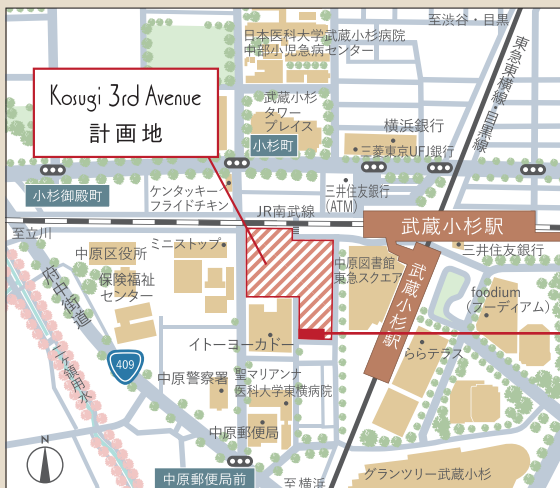 至渋谷・目黒
日本医科大学武蔵小杉病院
中部小児急病センター
東急東横線・目黒線
Kosugi 3rd Avenue
計画地
武蔵小杉
タワー
プレイス
小杉町
横浜銀行
三菱東京UFJ銀行
小杉御殿町
ケンタッキー
フライドチキン
三井住友銀行
(ATM)
JR南武線
武蔵小杉駅
至立川
中原区役所
ミニストップ
三井住友銀行
保険福祉
センター
中原図書館
東急スクエア
武蔵小杉駅
府中街道
foodium
(フーディアム)
イトーヨーカドー
ららテラス
二ヶ領用水
409
中原警察署
聖マリアンナ
医科大学東横病院
中原郵便局
N
中原郵便局前
至横浜
グランツリー武蔵小杉